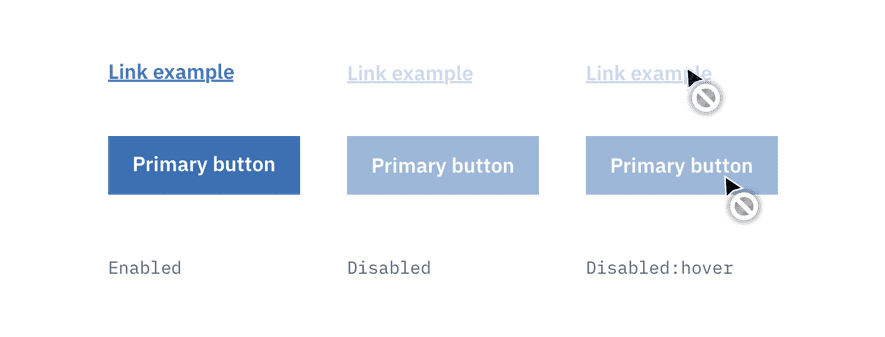 Link example Link example Link example
Primary button Primary button Primary button
Enabled Disabled Disabled:hover